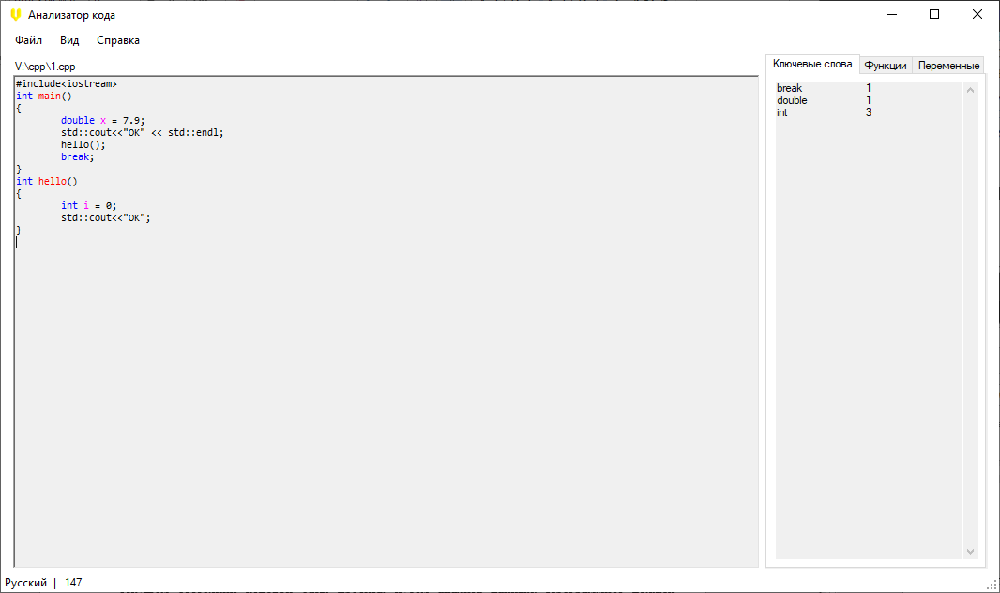 Анализатор кода
Файл Вид Справка
V:\cpp\1.cpp
#include<iostream>
int main()
{
double x = 7.9;
std::cout<<"OK" << std::endl;
hello();
break;
}
int hello()
{
int i = 0;
std::cout<<"OK";
}
Ключевые слова Функции Переменные
break 1
double 1
int 3
Русский | 147